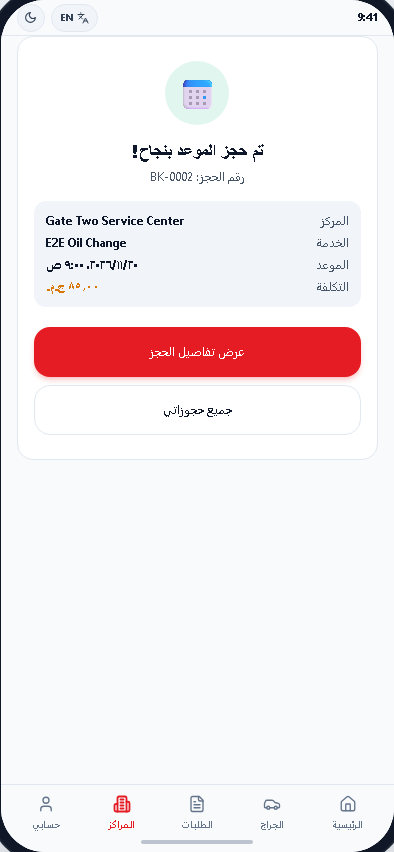 9:41
EN
تم حجز الموعد بنجاح!
رقم الحجز: BK-0002
المركز Gate Two Service Center
الخدمة E2E Oil Change
الموعد ٣٠‏/١١‏/٢٠٢٦، ٩:٠٠ ص
التكلفة ٨٥٫٠٠ ج.م.
عرض تفاصيل الحجز
جميع حجوزاتي
الرئيسية
الجراج
الطلبات
المراكز
حسابي